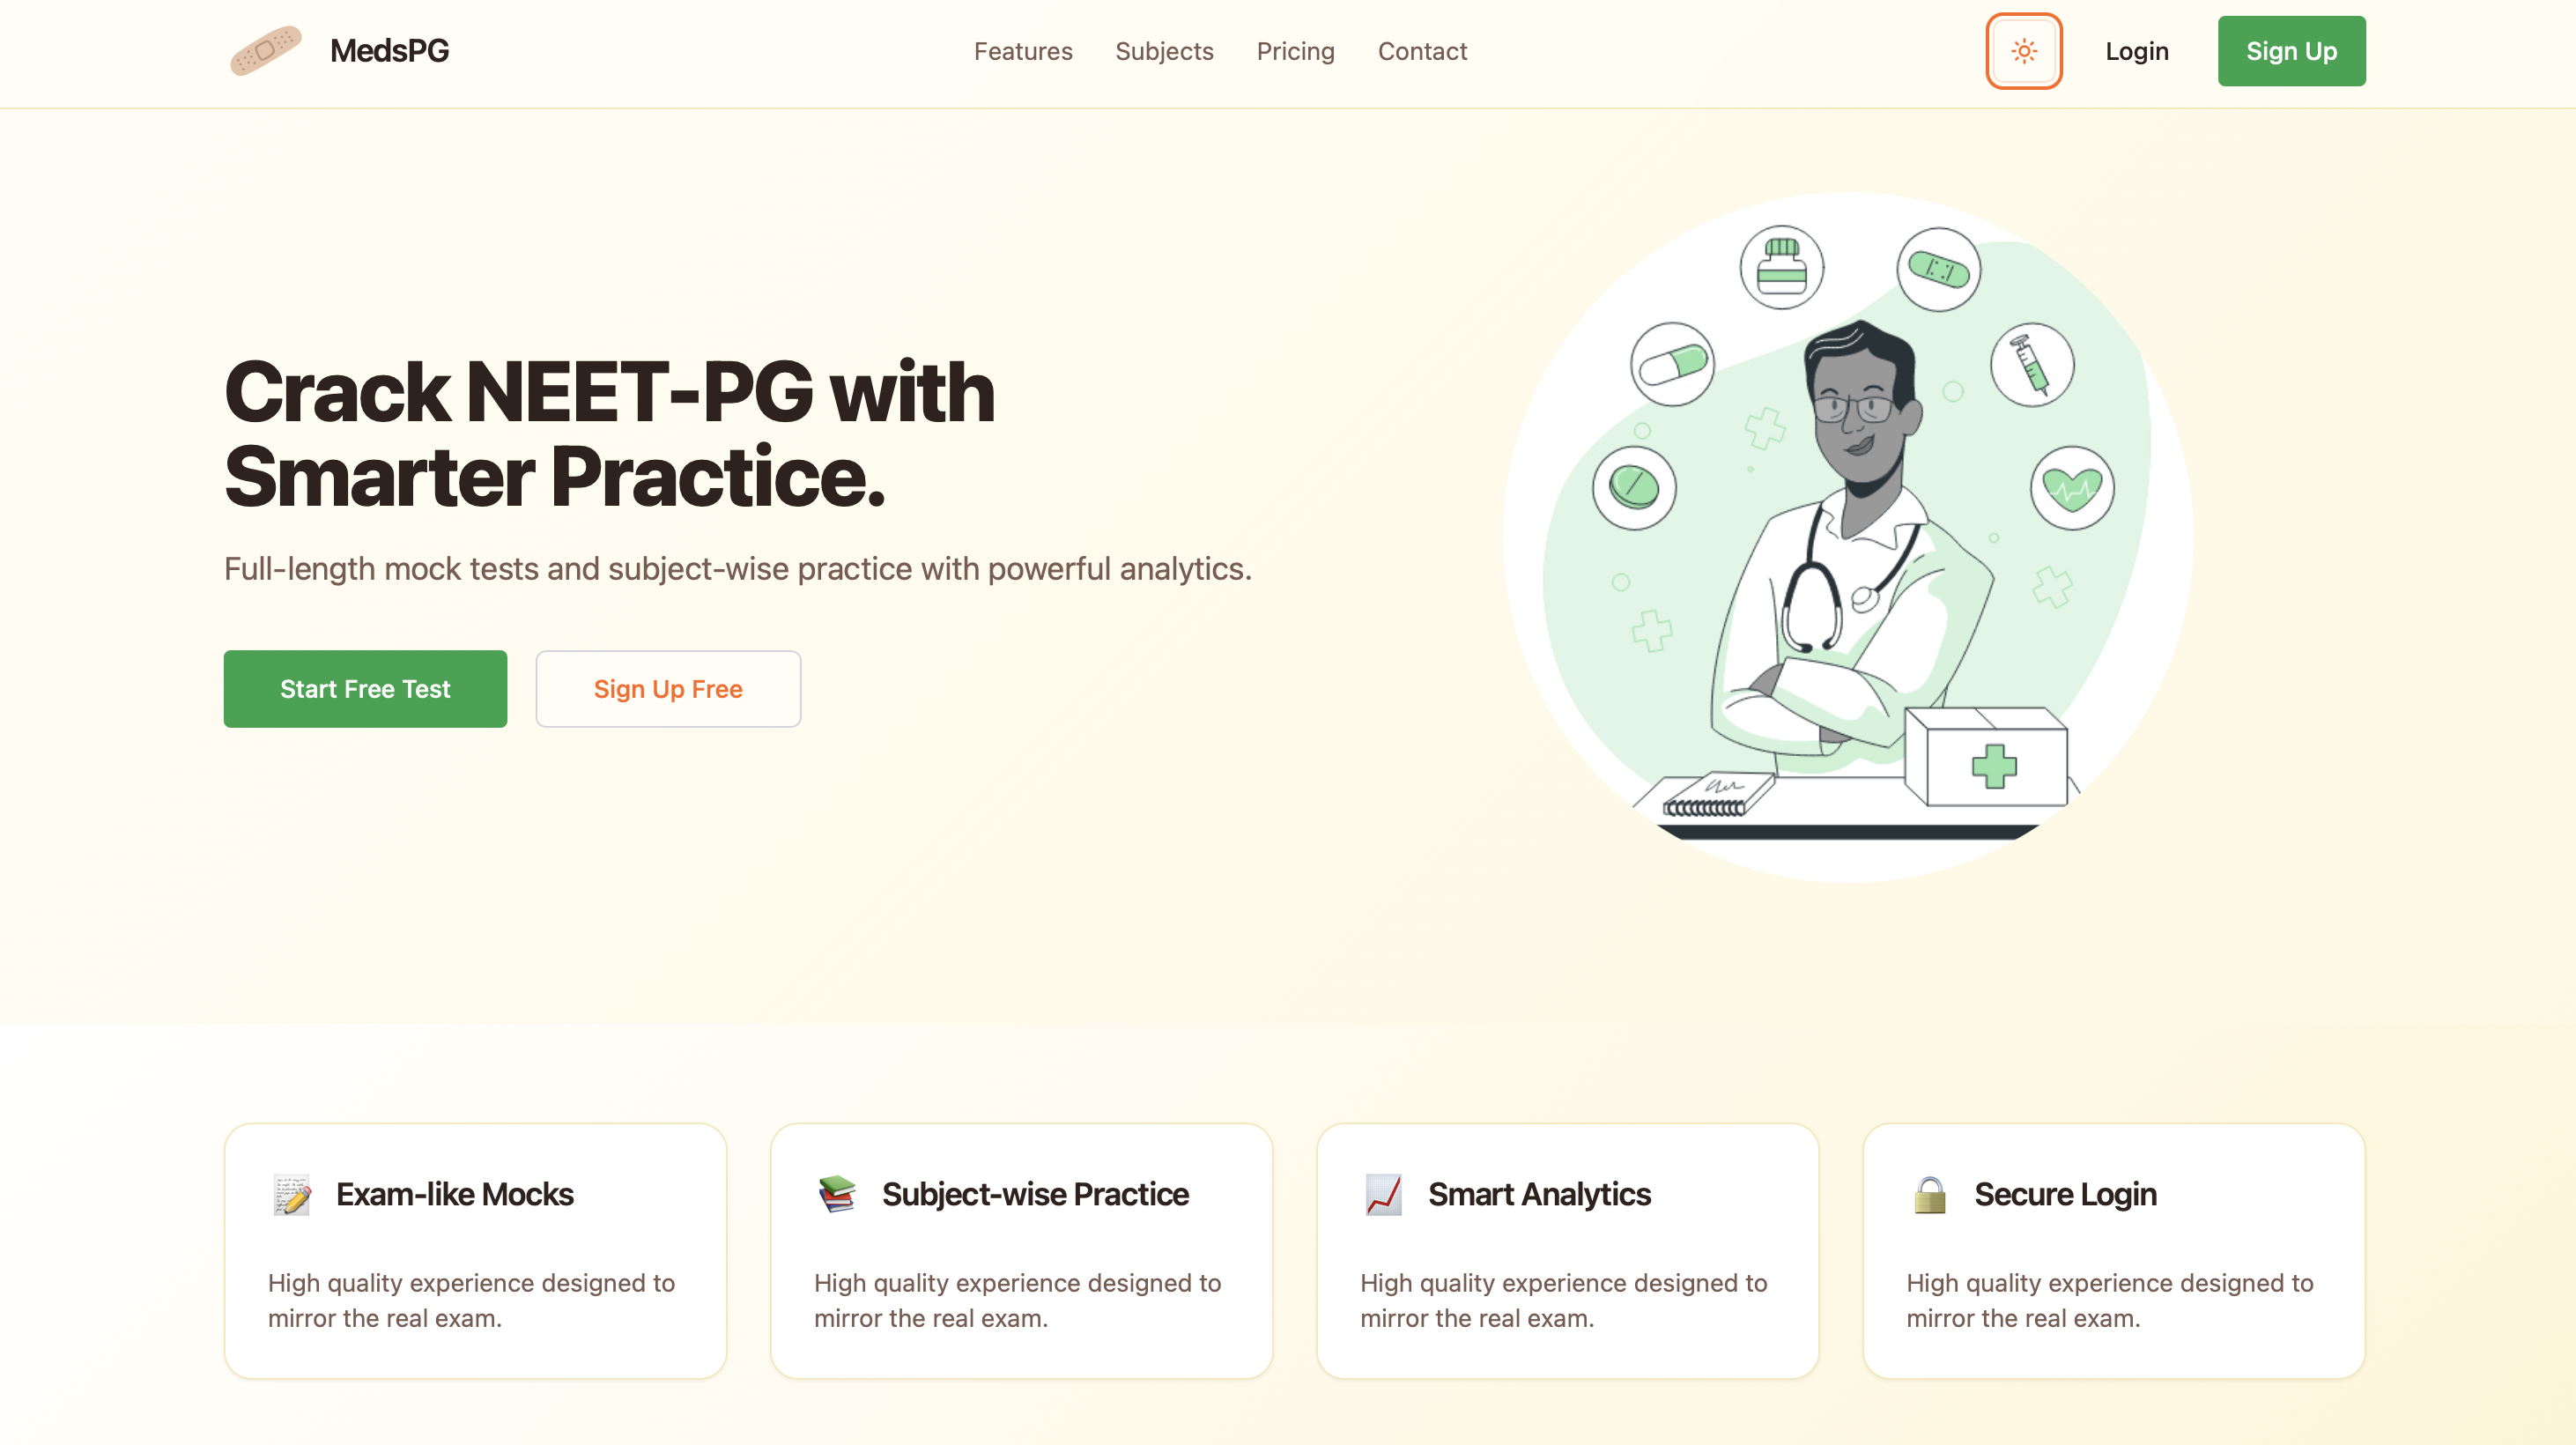 MedsPG
Features
Subjects
Pricing
Contact
Login
Sign Up
Crack NEET-PG with
Smarter Practice.
Full-length mock tests and subject-wise practice with powerful analytics.
Start Free Test
Sign Up Free
Exam-like Mocks
High quality experience designed to
mirror the real exam.
Subject-wise Practice
High quality experience designed to
mirror the real exam.
Smart Analytics
High quality experience designed to
mirror the real exam.
Secure Login
High quality experience designed to
mirror the real exam.